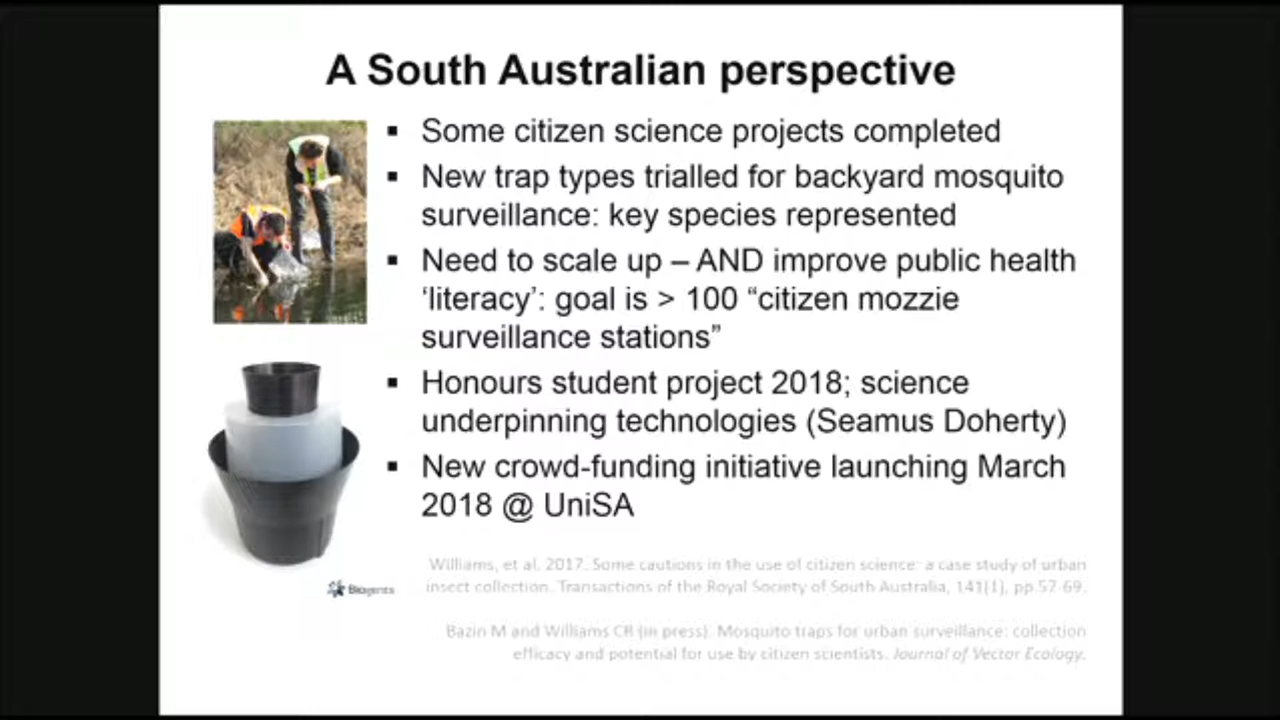 A South Australian perspective
▪ Some citizen science projects completed
▪ New trap types trialled for backyard mosquito
surveillance: key species represented
▪ Need to scale up – AND improve public health
‘literacy’: goal is > 100 “citizen mozzie
surveillance stations”
▪ Honours student project 2018; science
underpinning technologies (Seamus Doherty)
▪ New crowd-funding initiative launching March
2018 @ UniSA
Biogents
Williams, et al. 2017. Some cautions in the use of citizen science: a case study of urban
insect collection. Transactions of the Royal Society of South Australia, 141(1), pp.57-69.
Bazin M and Williams CR (in press). Mosquito traps for urban surveillance: collection
efficacy and potential for use by citizen scientists. Journal of Vector Ecology.